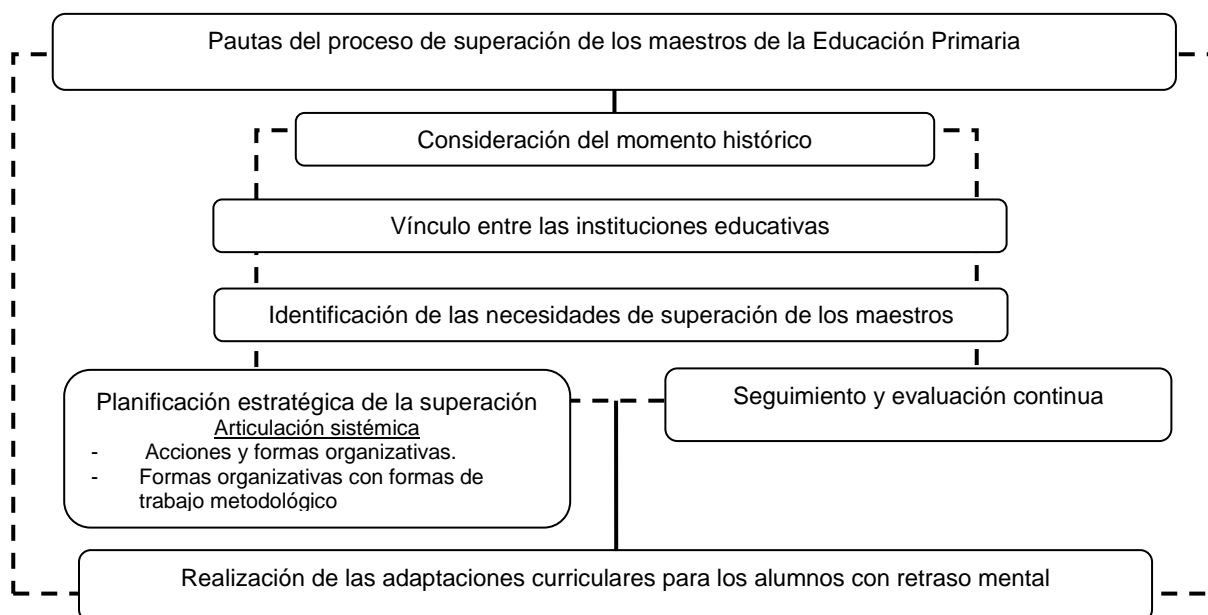 Pautas del proceso de superación de los maestros de la Educación Primaria
Consideración del momento histórico
Vínculo entre las instituciones educativas
Identificación de las necesidades de superación de los maestros
Planificación estratégica de la superación
Articulación sistémica
- Acciones y formas organizativas.
- Formas organizativas con formas de
trabajo metodológico
Seguimiento y evaluación continua
Realización de las adaptaciones curriculares para los alumnos con retraso mental